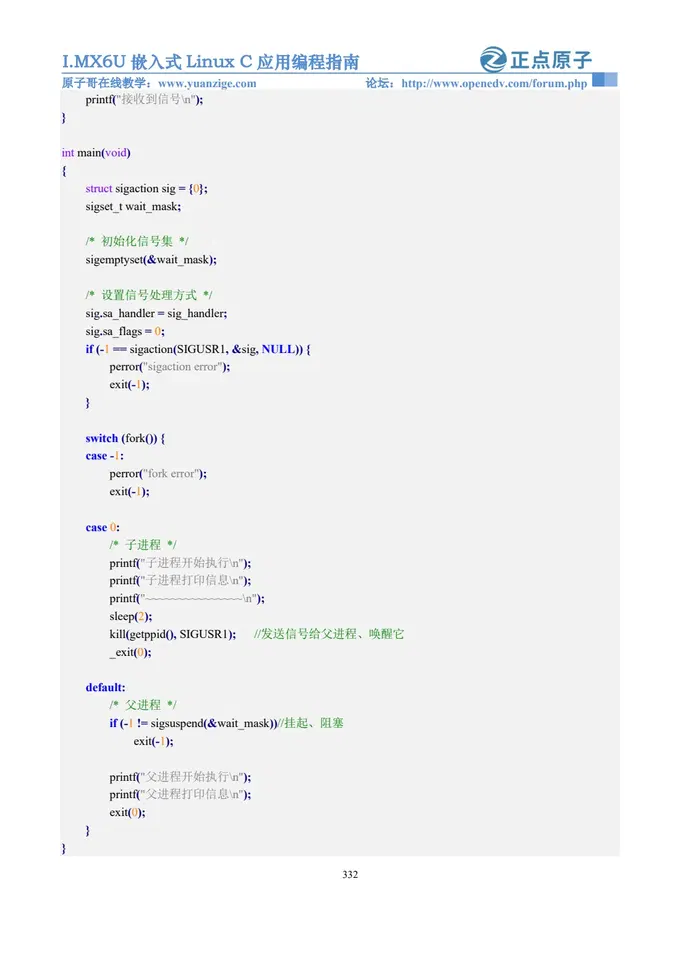 I.MX6U 嵌入式 Linux C 应用编程指南
正点原子
原子哥在线教学：www.yuanzige.com 论坛：http://www.openedv.com/forum.php
printf("接收到信号\n");
}
int main(void)
{
struct sigaction sig = {0};
sigset_t wait_mask;
/* 初始化信号集 */
sigemptyset(&wait_mask);
/* 设置信号处理方式 */
sig.sa_handler = sig_handler;
sig.sa_flags = 0;
if (-1 == sigaction(SIGUSR1, &sig, NULL)) {
perror("sigaction error");
exit(-1);
}
switch (fork()) {
case -1:
perror("fork error");
exit(-1);
case 0:
/* 子进程 */
printf("子进程开始执行\n");
printf("子进程打印信息\n");
printf("~~~~~~~~~~~~~~~\n");
sleep(2);
kill(getppid(), SIGUSR1); //发送信号给父进程、唤醒它
_exit(0);
default:
/* 父进程 */
if (-1 != sigsuspend(&wait_mask))//挂起、阻塞
exit(-1);
printf("父进程开始执行\n");
printf("父进程打印信息\n");
exit(0);
}
}
332